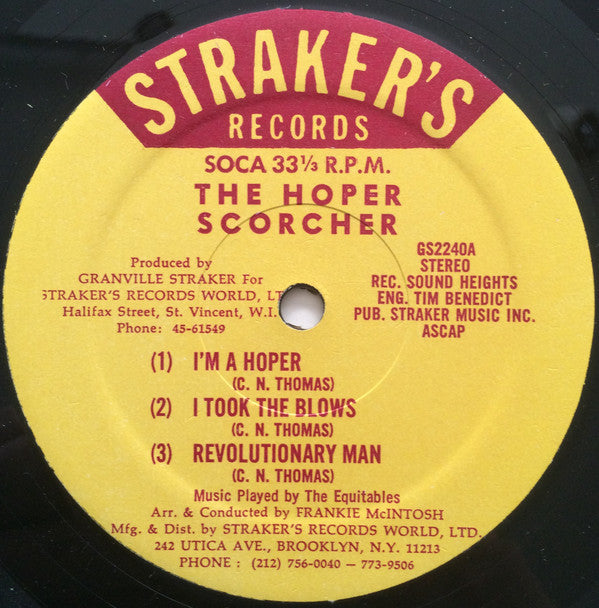 STRAKER'S
RECORDS
SOCA 33⅓ R.P.M.
THE HOPER
SCORCHER
Produced by
GRANVILLE STRAKER For
STRAKER'S RECORDS WORLD, LT
Halifax Street, St. Vincent, W.I.
Phone: 45-61549
GS2240A
STEREO
REC. SOUND HEIGHTS
ENG. TIM BENEDICT
PUB. STRAKER MUSIC INC.
ASCAP
(1) I'M A HOPER
(C. N. THOMAS)
(2) I TOOK THE BLOWS
(C. N. THOMAS)
(3) REVOLUTIONARY MAN
(C. N. THOMAS)
Music Played by The Equitables
Arr. & Conducted by FRANKIE McINTOSH
Mfg. & Dist. by STRAKER'S RECORDS WORLD, LTD.
242 UTICA AVE., BROOKLYN, N.Y. 11213
PHONE: (212) 756-0040 — 773-9506